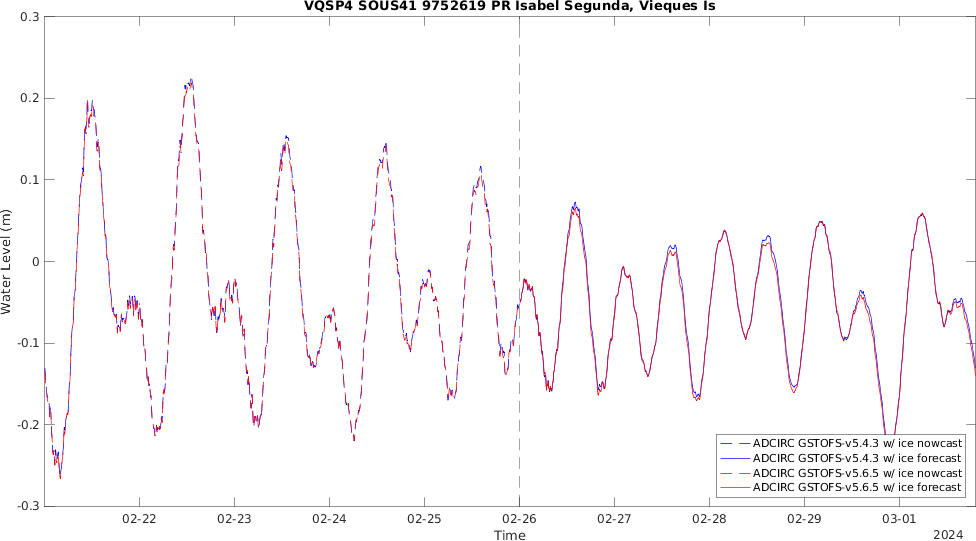 VQSP4 SOUS41 9752619 PR Isabel Segunda, Vieques Is
Water Level (m)
0.3
0.2
0.1
0
-0.1
-0.2
-0.3
ADCIRC GSTOFS-v5.4.3 w/ ice nowcast
ADCIRC GSTOFS-v5.4.3 w/ ice forecast
ADCIRC GSTOFS-v5.6.5 w/ ice nowcast
ADCIRC GSTOFS-v5.6.5 w/ ice forecast
02-22 02-23 02-24 02-25 02-26 02-27 02-28 02-29 03-01
Time
2024